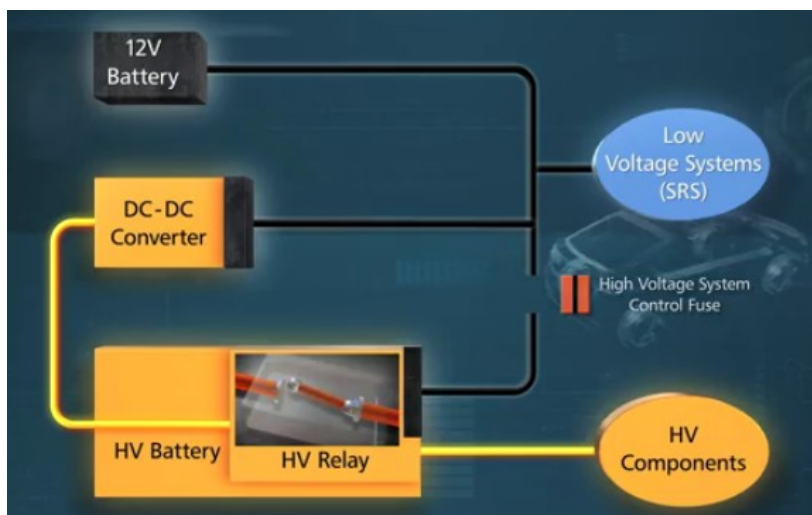 12V
Battery
Low
Voltage Systems
(SRS)
DC-DC
Converter
High Voltage System
Control Fuse
HV Battery
HV Relay
HV
Components